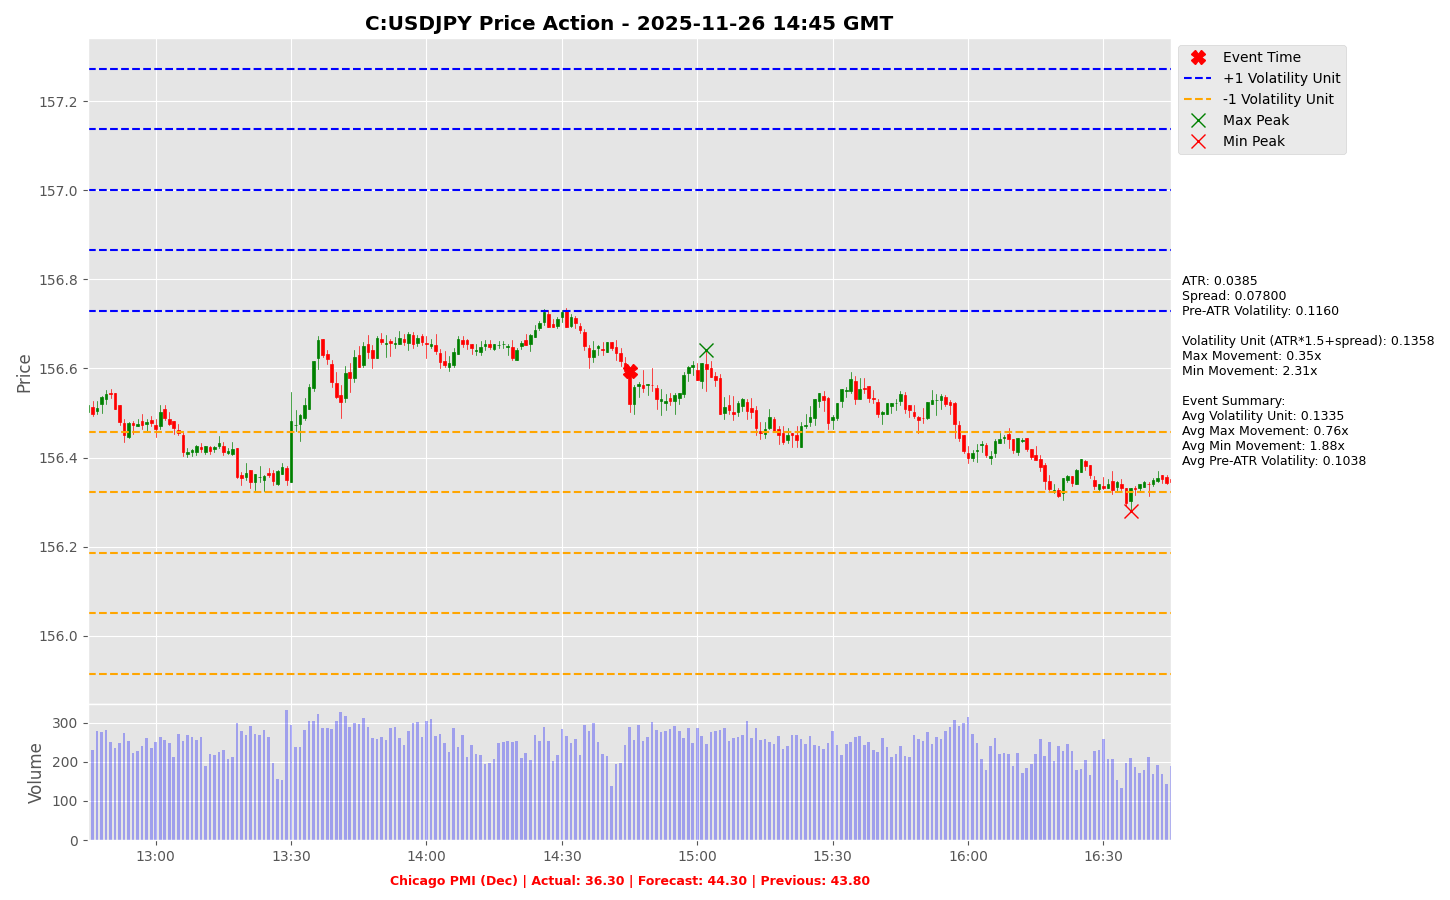 C:USDJPY Price Action - 2025-11-26 14:45 GMT
Event Time
+1 Volatility Unit
-1 Volatility Unit
Max Peak
Min Peak
157.2
157.0
156.8
156.6
156.4
156.2
156.0
Price
ATR: 0.0385
Spread: 0.07800
Pre-ATR Volatility: 0.1160
Volatility Unit (ATR*1.5+spread): 0.1358
Max Movement: 0.35x
Min Movement: 2.31x
Event Summary:
Avg Volatility Unit: 0.1335
Avg Max Movement: 0.76x
Avg Min Movement: 1.88x
Avg Pre-ATR Volatility: 0.1038
300
200
100
0
Volume
13:00 13:30 14:00 14:30 15:00 15:30 16:00 16:30
Chicago PMI (Dec) | Actual: 36.30 | Forecast: 44.30 | Previous: 43.80